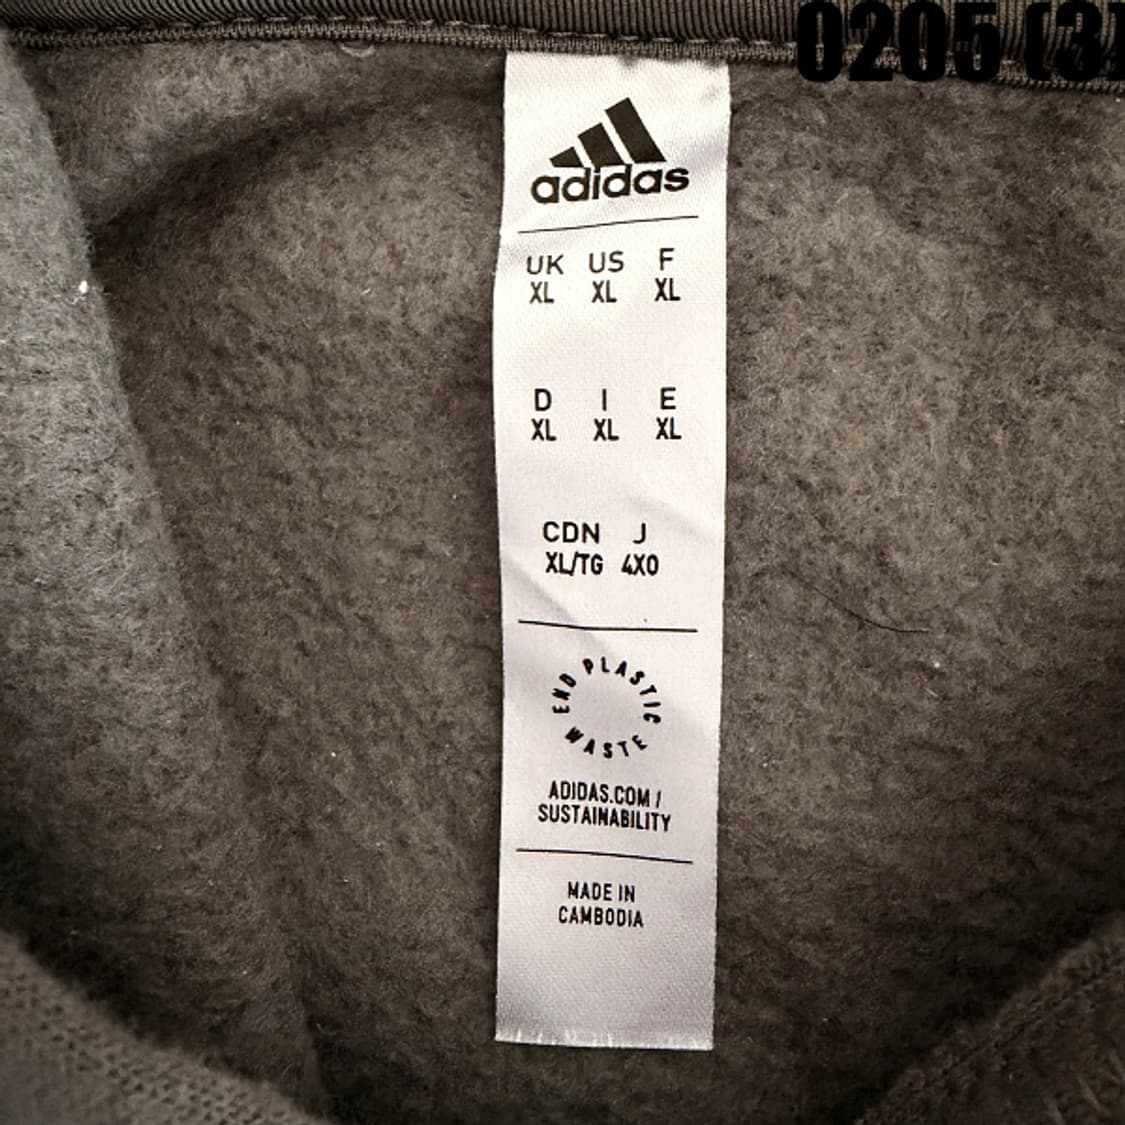 0205 (3)
adidas
UK US F
XL XL XL
D I E
XL XL XL
CDN J
XL/TG 4XO
END PLASTIC WASTE
ADIDAS.COM /
SUSTAINABILITY
MADE IN
CAMBODIA